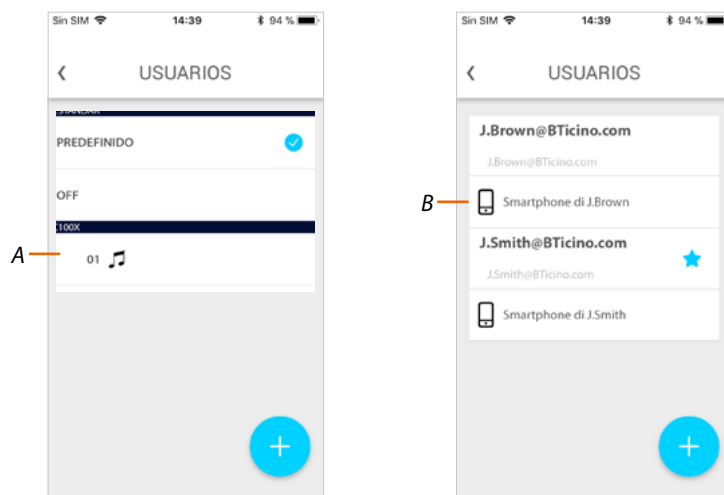 Sin SIM 14:39 94 %
USUARIOS
PREDEFINIDO
OFF
A
01
Sin SIM 14:39 94 %
USUARIOS
J.Brown@BTicino.com
J.Brown@BTicino.com
B
Smartphone di J.Brown
J.Smith@BTicino.com
J.Smith@BTicino.com
Smartphone di J.Smith